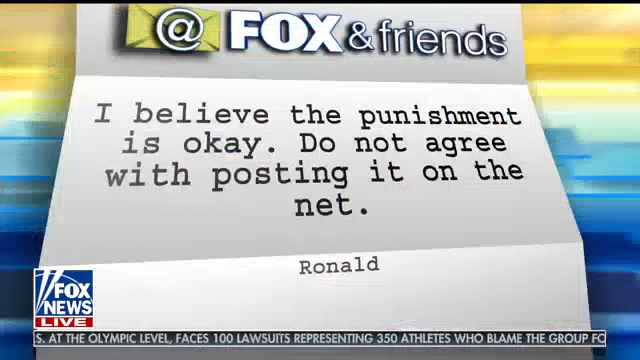 @ FOX & friends
I believe the punishment
is okay. Do not agree
with posting it on the
net.
Ronald
FOX
NEWS
LIVE
S. AT THE OLYMPIC LEVEL, FACES 100 LAWSUITS REPRESENTING 350 ATHLETES WHO BLAME THE GROUP FO